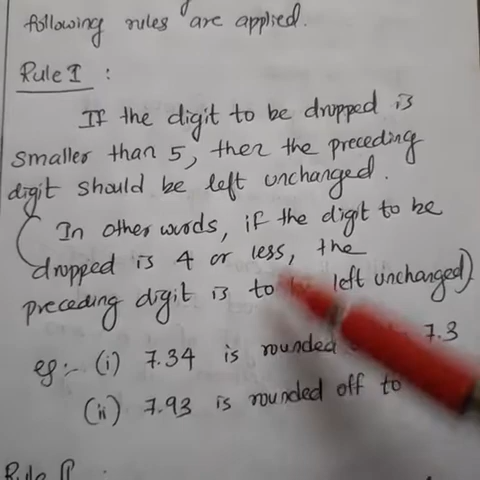 following rules are applied.
Rule I :
If the digit to be dropped is
smaller than 5, then the preceding
digit should be left unchanged.
(In other words, if the digit to be
dropped is 4 or less, the
preceding digit is to left unchanged)
eg:- (i) 7.34 is rounded 7.3
(ii) 7.93 is rounded off to
Rule